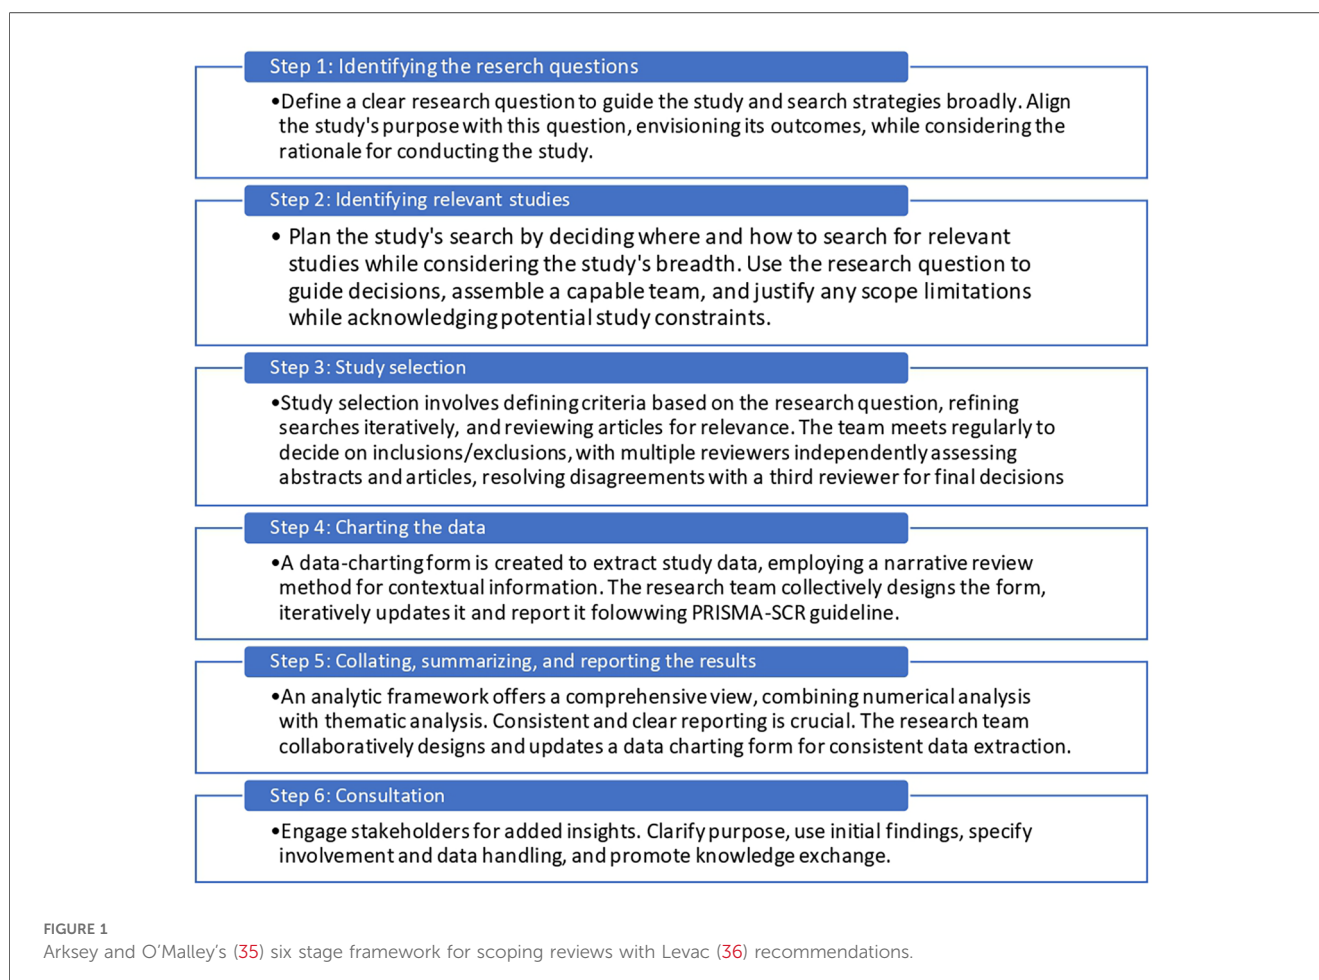 Step 1: Identifying the reserch questions
•Define a clear research question to guide the study and search strategies broadly. Align
the study's purpose with this question, envisioning its outcomes, while considering the
rationale for conducting the study.
Step 2: Identifying relevant studies
• Plan the study's search by deciding where and how to search for relevant
studies while considering the study's breadth. Use the research question to
guide decisions, assemble a capable team, and justify any scope limitations
while acknowledging potential study constraints.
Step 3: Study selection
•Study selection involves defining criteria based on the research question, refining
searches iteratively, and reviewing articles for relevance. The team meets regularly to
decide on inclusions/exclusions, with multiple reviewers independently assessing
abstracts and articles, resolving disagreements with a third reviewer for final decisions
Step 4: Charting the data
•A data-charting form is created to extract study data, employing a narrative review
method for contextual information. The research team collectively designs the form,
iteratively updates it and report it folowwing PRISMA-SCR guideline.
Step 5: Collating, summarizing, and reporting the results
•An analytic framework offers a comprehensive view, combining numerical analysis
with thematic analysis. Consistent and clear reporting is crucial. The research team
collaboratively designs and updates a data charting form for consistent data extraction.
Step 6: Consultation
•Engage stakeholders for added insights. Clarify purpose, use initial findings, specify
involvement and data handling, and promote knowledge exchange.
FIGURE 1
Arksey and O'Malley's (35) six stage framework for scoping reviews with Levac (36) recommendations.